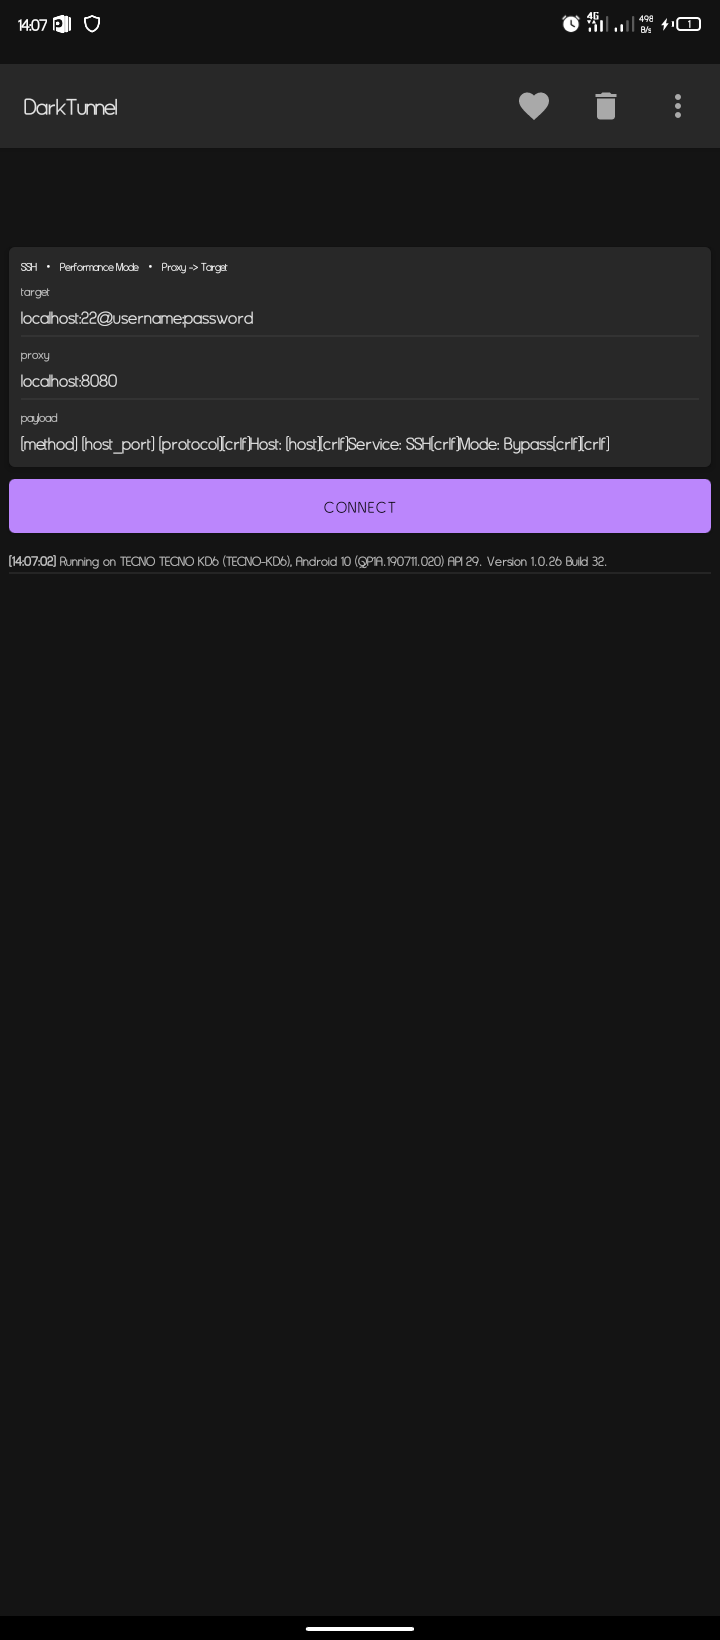 14:07
4G
498
B/s
1
DarkTunnel
SSH • Performance Mode • Proxy -> Target
target
localhost:22@username:password
proxy
localhost:8080
payload
[method] [host_port] [protocol][crlf]Host: [host][crlf]Service: SSH[crlf]Mode: Bypass[crlf][crlf]
CONNECT
[14:07:02] Running on TECNO TECNO KD6 (TECNO-KD6), Android 10 (QP1A.190711.020) API 29. Version 1.0.26 Build 32.